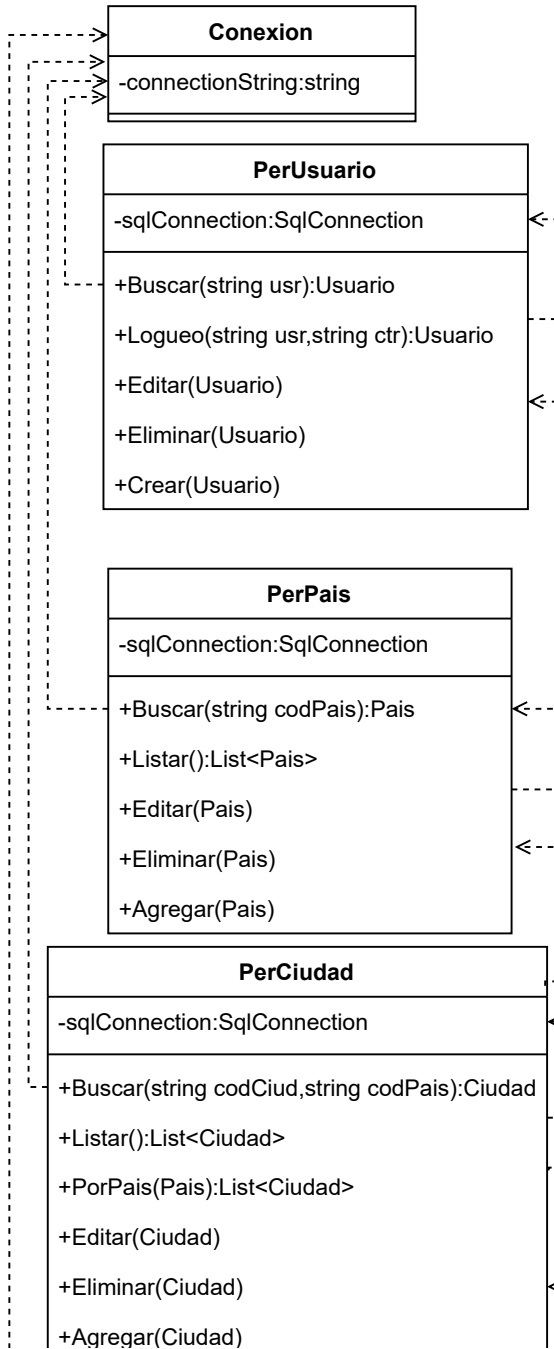 Conexion
-connectionString:string
PerUsuario
-sqlConnection:SqlConnection
+Buscar(string usr):Usuario
+Logueo(string usr,string ctr):Usuario
+Editar(Usuario)
+Eliminar(Usuario)
+Crear(Usuario)
PerPais
-sqlConnection:SqlConnection
+Buscar(string codPais):Pais
+Listar():List<Pais>
+Editar(Pais)
+Eliminar(Pais)
+Agregar(Pais)
PerCiudad
-sqlConnection:SqlConnection
+Buscar(string codCiud,string codPais):Ciudad
+Listar():List<Ciudad>
+PorPais(Pais):List<Ciudad>
+Editar(Ciudad)
+Eliminar(Ciudad)
+Agregar(Ciudad)